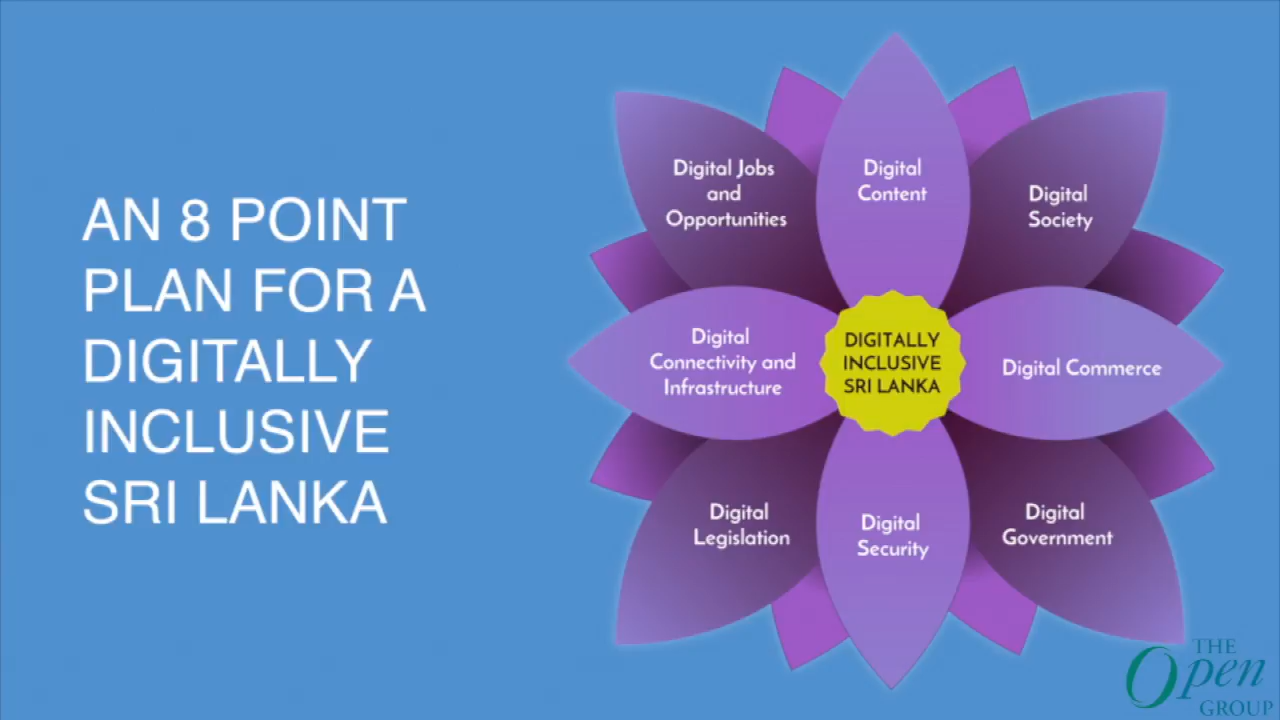 AN 8 POINT
PLAN FOR A
DIGITALLY
INCLUSIVE
SRI LANKA
Digital Jobs
and
Opportunities
Digital
Content
Digital
Society
Digital
Connectivity and
Infrastructure
DIGITALLY
INCLUSIVE
SRI LANKA
Digital Commerce
Digital
Legislation
Digital
Security
Digital
Government
THE
Open
GROUP